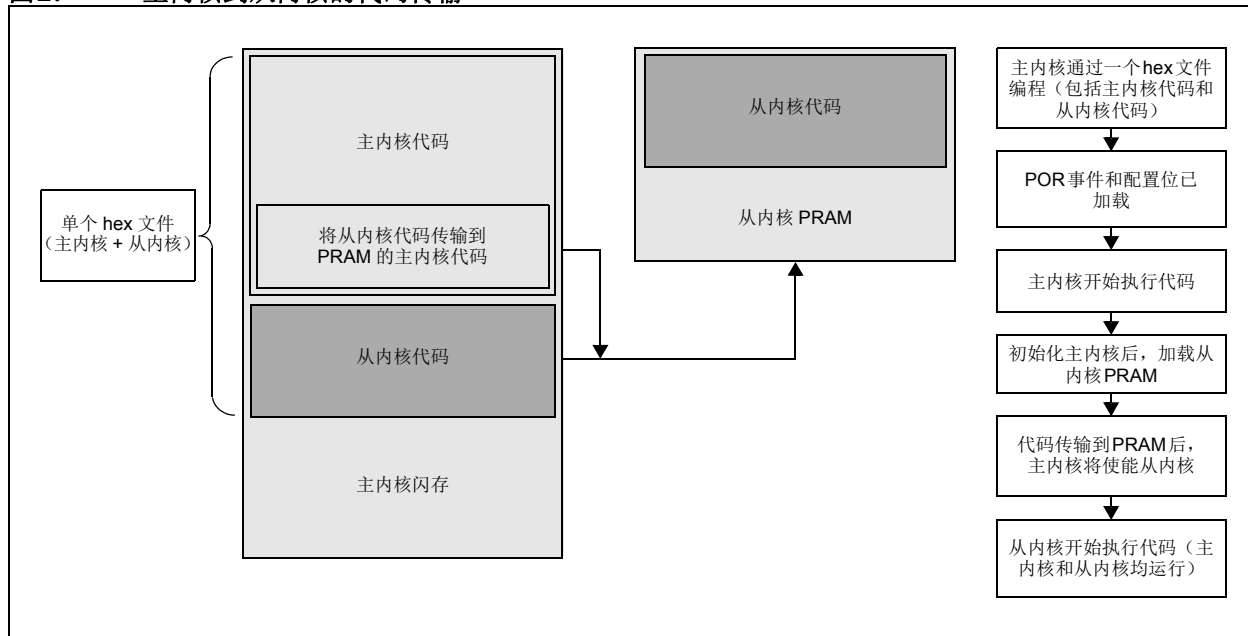 主内核代码
将从内核代码传输到
PRAM 的主内核代码
单个 hex 文件
（主内核 + 从内核）
从内核代码
主内核闪存
从内核代码
从内核 PRAM
主内核通过一个hex文件
编程（包括主内核代码和
从内核代码）
POR事件和配置位已
加载
主内核开始执行代码
初始化主内核后，加载从
内核PRAM
代码传输到PRAM后，
主内核将使能从内核
从内核开始执行代码（主
内核和从内核均运行）